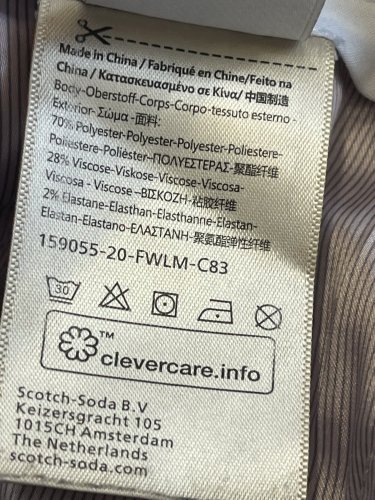 Made in China / Fabriqué en Chine/Feito na
China / Κατασκευασμένο σε Κίνα/ 中国制造
Body-Oberstoff-Corps-Corpo-tessuto esterno -
Exterior- Σώμα -面料:
70% Polyester-Polyester-Polyester-Poliestere-
Poliestere-Poliéster–ΠΟΛΥΕΣΤΕΡΑΣ- 聚酯纤维
28% Viscose-Viskose-Viscose-Viscosa-
Viscosa - Viscose –ΒΙΣΚΟΖΗ-粘胶纤维
2% Elastane-Elasthan-Elasthanne-Elastan-
Elastan-Elastano-ΕΛΑΣΤΑΝΗ-聚氨酯弹性纤维
159055-20-FWLM-C83
30
™
clevercare.info
Scotch-Soda B.V
Keizersgracht 105
1015CH Amsterdam
The Netherlands
scotch-soda.com